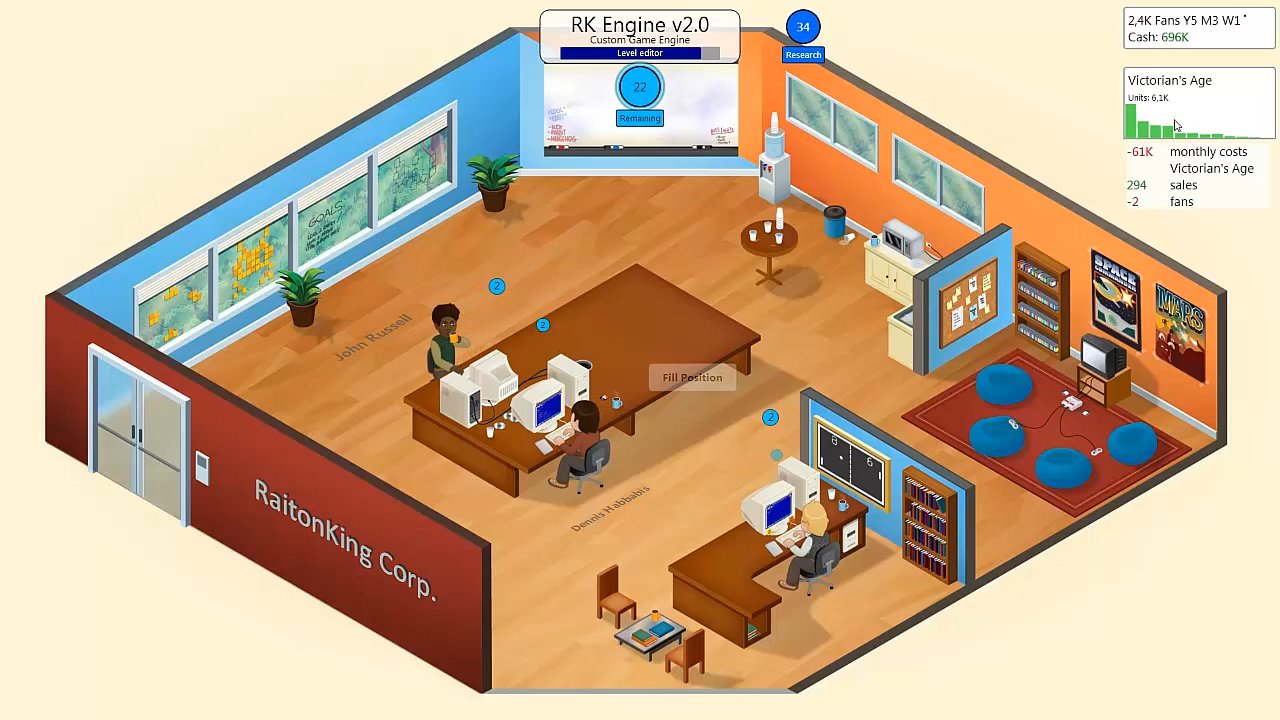 RK Engine v2.0
Custom Game Engine
Level editor
22
Remaining
34
Research
2,4K Fans Y5 M3 W1
Cash: 696K
Victorian's Age
Units: 6,1K
-61K monthly costs
Victorian's Age
294 sales
-2 fans
GOALS:
John Russell
2
2
Fill Position
2
Dennis Habbabis
RaitonKing Corp.
SPACE
MARS